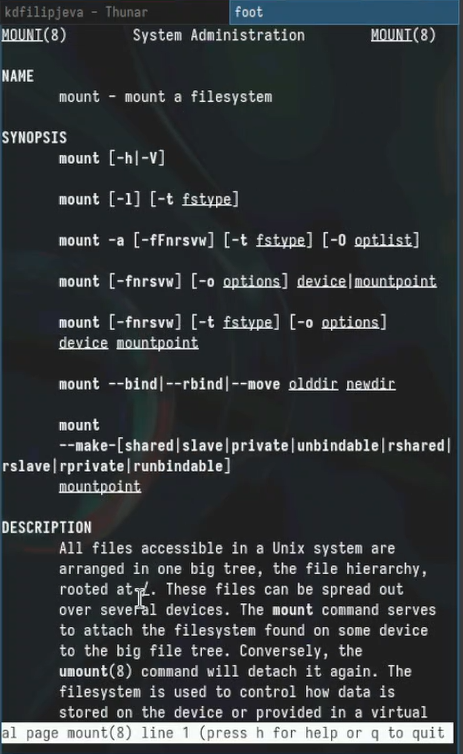 kdfilipjeva - Thunar foot
MOUNT(8) System Administration MOUNT(8)
NAME
mount - mount a filesystem
SYNOPSIS
mount [-h|-V]
mount [-l] [-t fstype]
mount -a [-fFnrsvw] [-t fstype] [-O optlist]
mount [-fnrsvw] [-o options] device|mountpoint
mount [-fnrsvw] [-t fstype] [-o options]
device mountpoint
mount --bind|--rbind|--move olddir newdir
mount
--make-[shared|slave|private|unbindable|rshared|
rslave|rprivate|runbindable]
mountpoint
DESCRIPTION
All files accessible in a Unix system are
arranged in one big tree, the file hierarchy,
rooted at /. These files can be spread out
over several devices. The mount command serves
to attach the filesystem found on some device
to the big file tree. Conversely, the
umount(8) command will detach it again. The
filesystem is used to control how data is
stored on the device or provided in a virtual
al page mount(8) line 1 (press h for help or q to quit